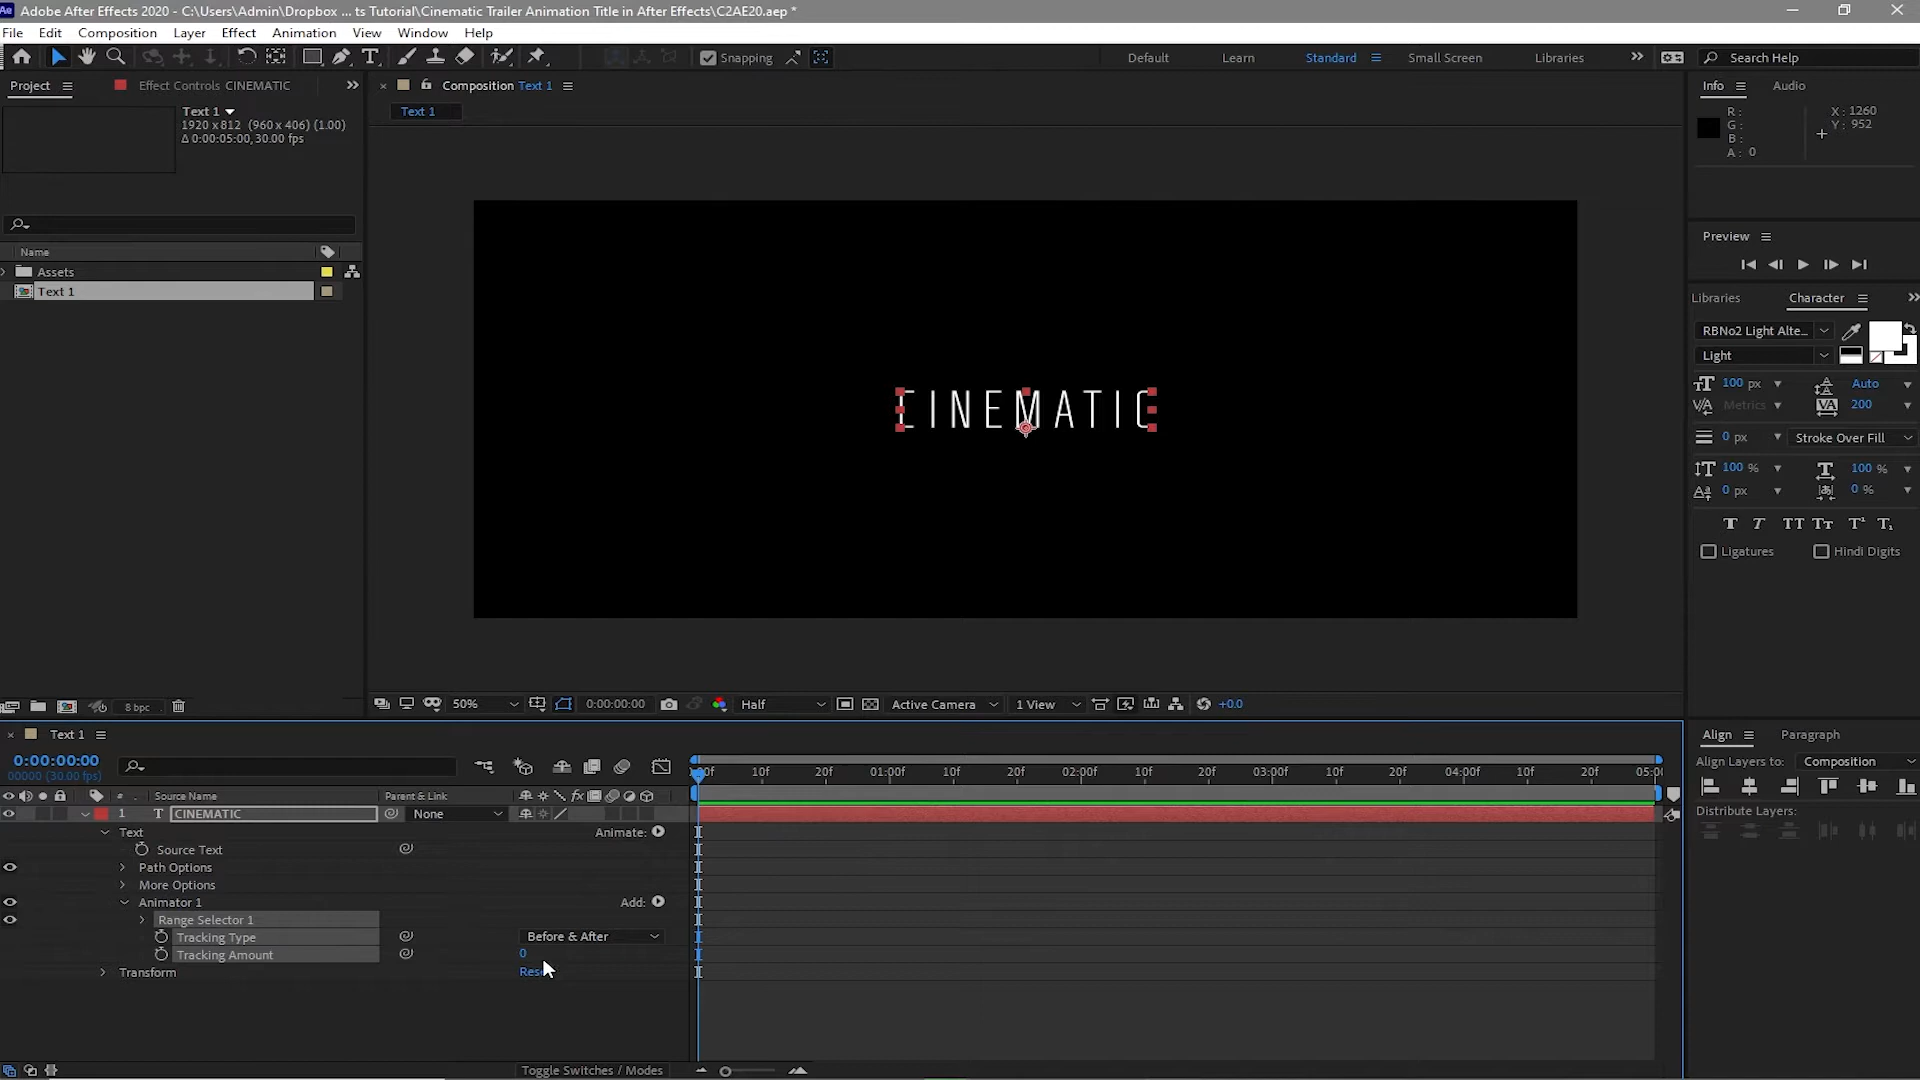 Ae Adobe After Effects 2020 - C:\Users\Admin\Dropbox ... ts Tutorial\Cinematic Trailer Animation Title in After Effects\C2AE20.aep *
File Edit Composition Layer Effect Animation View Window Help
Snapping Default Learn Standard Small Screen Libraries Search Help
Project Effect Controls CINEMATIC Composition Text 1 Info Audio
Text 1
1920 x 812 (960 x 406) (1.00)
Δ 0:00:05:00, 30.00 fps
Text 1
R:
G:
B:
A: 0
X: 1260
Y: 952
Name
Assets
Text 1
Preview
Libraries Character
RBNo2 Light Alte...
Light
100 px Auto
Metrics 200
0 px Stroke Over Fill
100 % 100 %
0 px 0 %
Ligatures Hindi Digits
CINEMATIC
8 bpc 50% 0:00:00:00 Half Active Camera 1 View +0.0
Text 1
0:00:00:00
00000 (30.00 fps)
:00f 10f 20f 01:00f 10f 20f 02:00f 10f 20f 03:00f 10f 20f 04:00f 10f 20f 05:0
# Source Name Parent & Link
1 T CINEMATIC None
Text Animate:
Source Text
Path Options
More Options
Animator 1 Add:
Range Selector 1
Tracking Type Before & After
Tracking Amount 0
Transform Rese
Toggle Switches / Modes
Align Paragraph
Align Layers to: Composition
Distribute Layers: